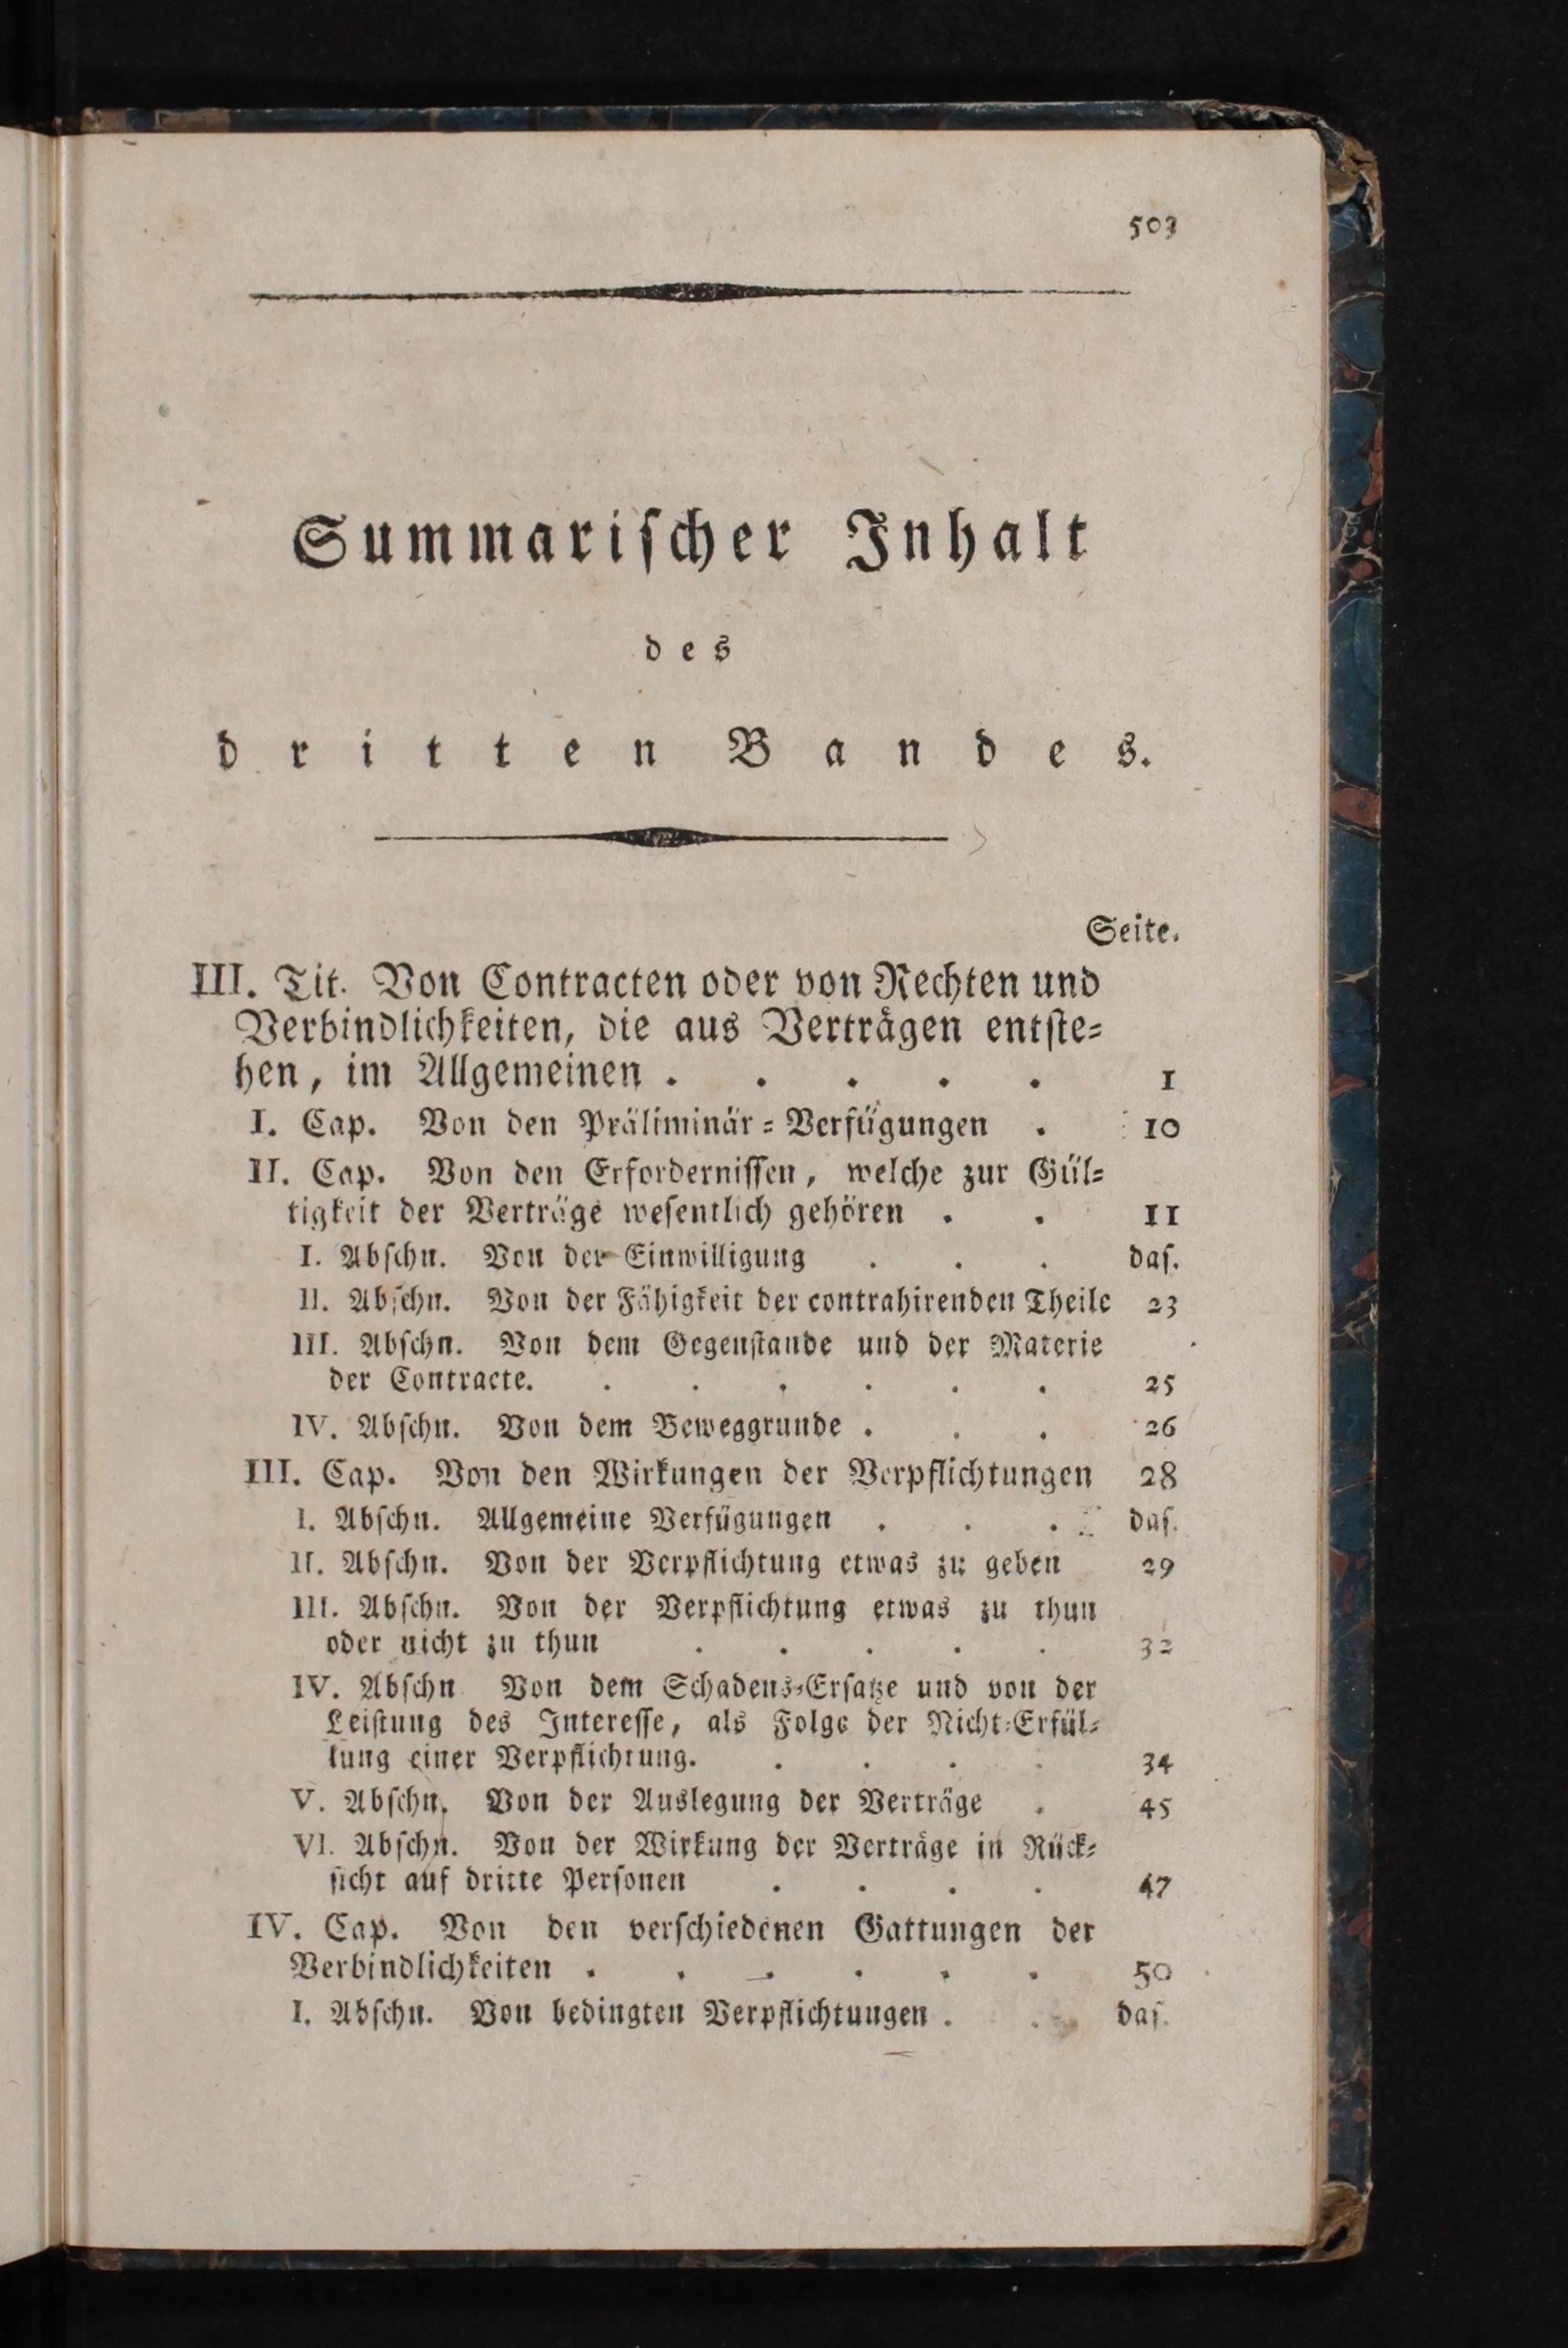 503
Summarischer Inhalt
des
dritten Bandes.
Seite.
III. Tit. Von Contracten oder von Rechten und
Verbindlichkeiten, die aus Verträgen entste-
hen, im Allgemeinen . . . . . 1
I. Cap. Von den Präliminär-Verfügungen . 10
II. Cap. Von den Erfordernissen, welche zur Gül-
tigkeit der Verträge wesentlich gehören . . 11
I. Abschn. Von der Einwilligung . . . das.
II. Abschn. Von der Fähigkeit der contrahirenden Theile 23
III. Abschn. Von dem Gegenstande und der Materie
der Contracte. . . . . . . 25
IV. Abschn. Von dem Beweggrunde . . . 26
III. Cap. Von den Wirkungen der Verpflichtungen 28
I. Abschn. Allgemeine Verfügungen . . . das.
II. Abschn. Von der Verpflichtung etwas zu geben 29
III. Abschn. Von der Verpflichtung etwas zu thun
oder nicht zu thun . . . . . 32
IV. Abschn Von dem Schadens-Ersatze und von der
Leistung des Interesse, als Folge der Nicht-Erfül-
lung einer Verpflichtung. . . . . 34
V. Abschn. Von der Auslegung der Verträge . 45
VI. Abschn. Von der Wirkung der Verträge in Rück-
sicht auf dritte Personen . . . . 47
IV. Cap. Von den verschiedenen Gattungen der
Verbindlichkeiten . . . . . . 50
I. Abschn. Von bedingten Verpflichtungen . . das.